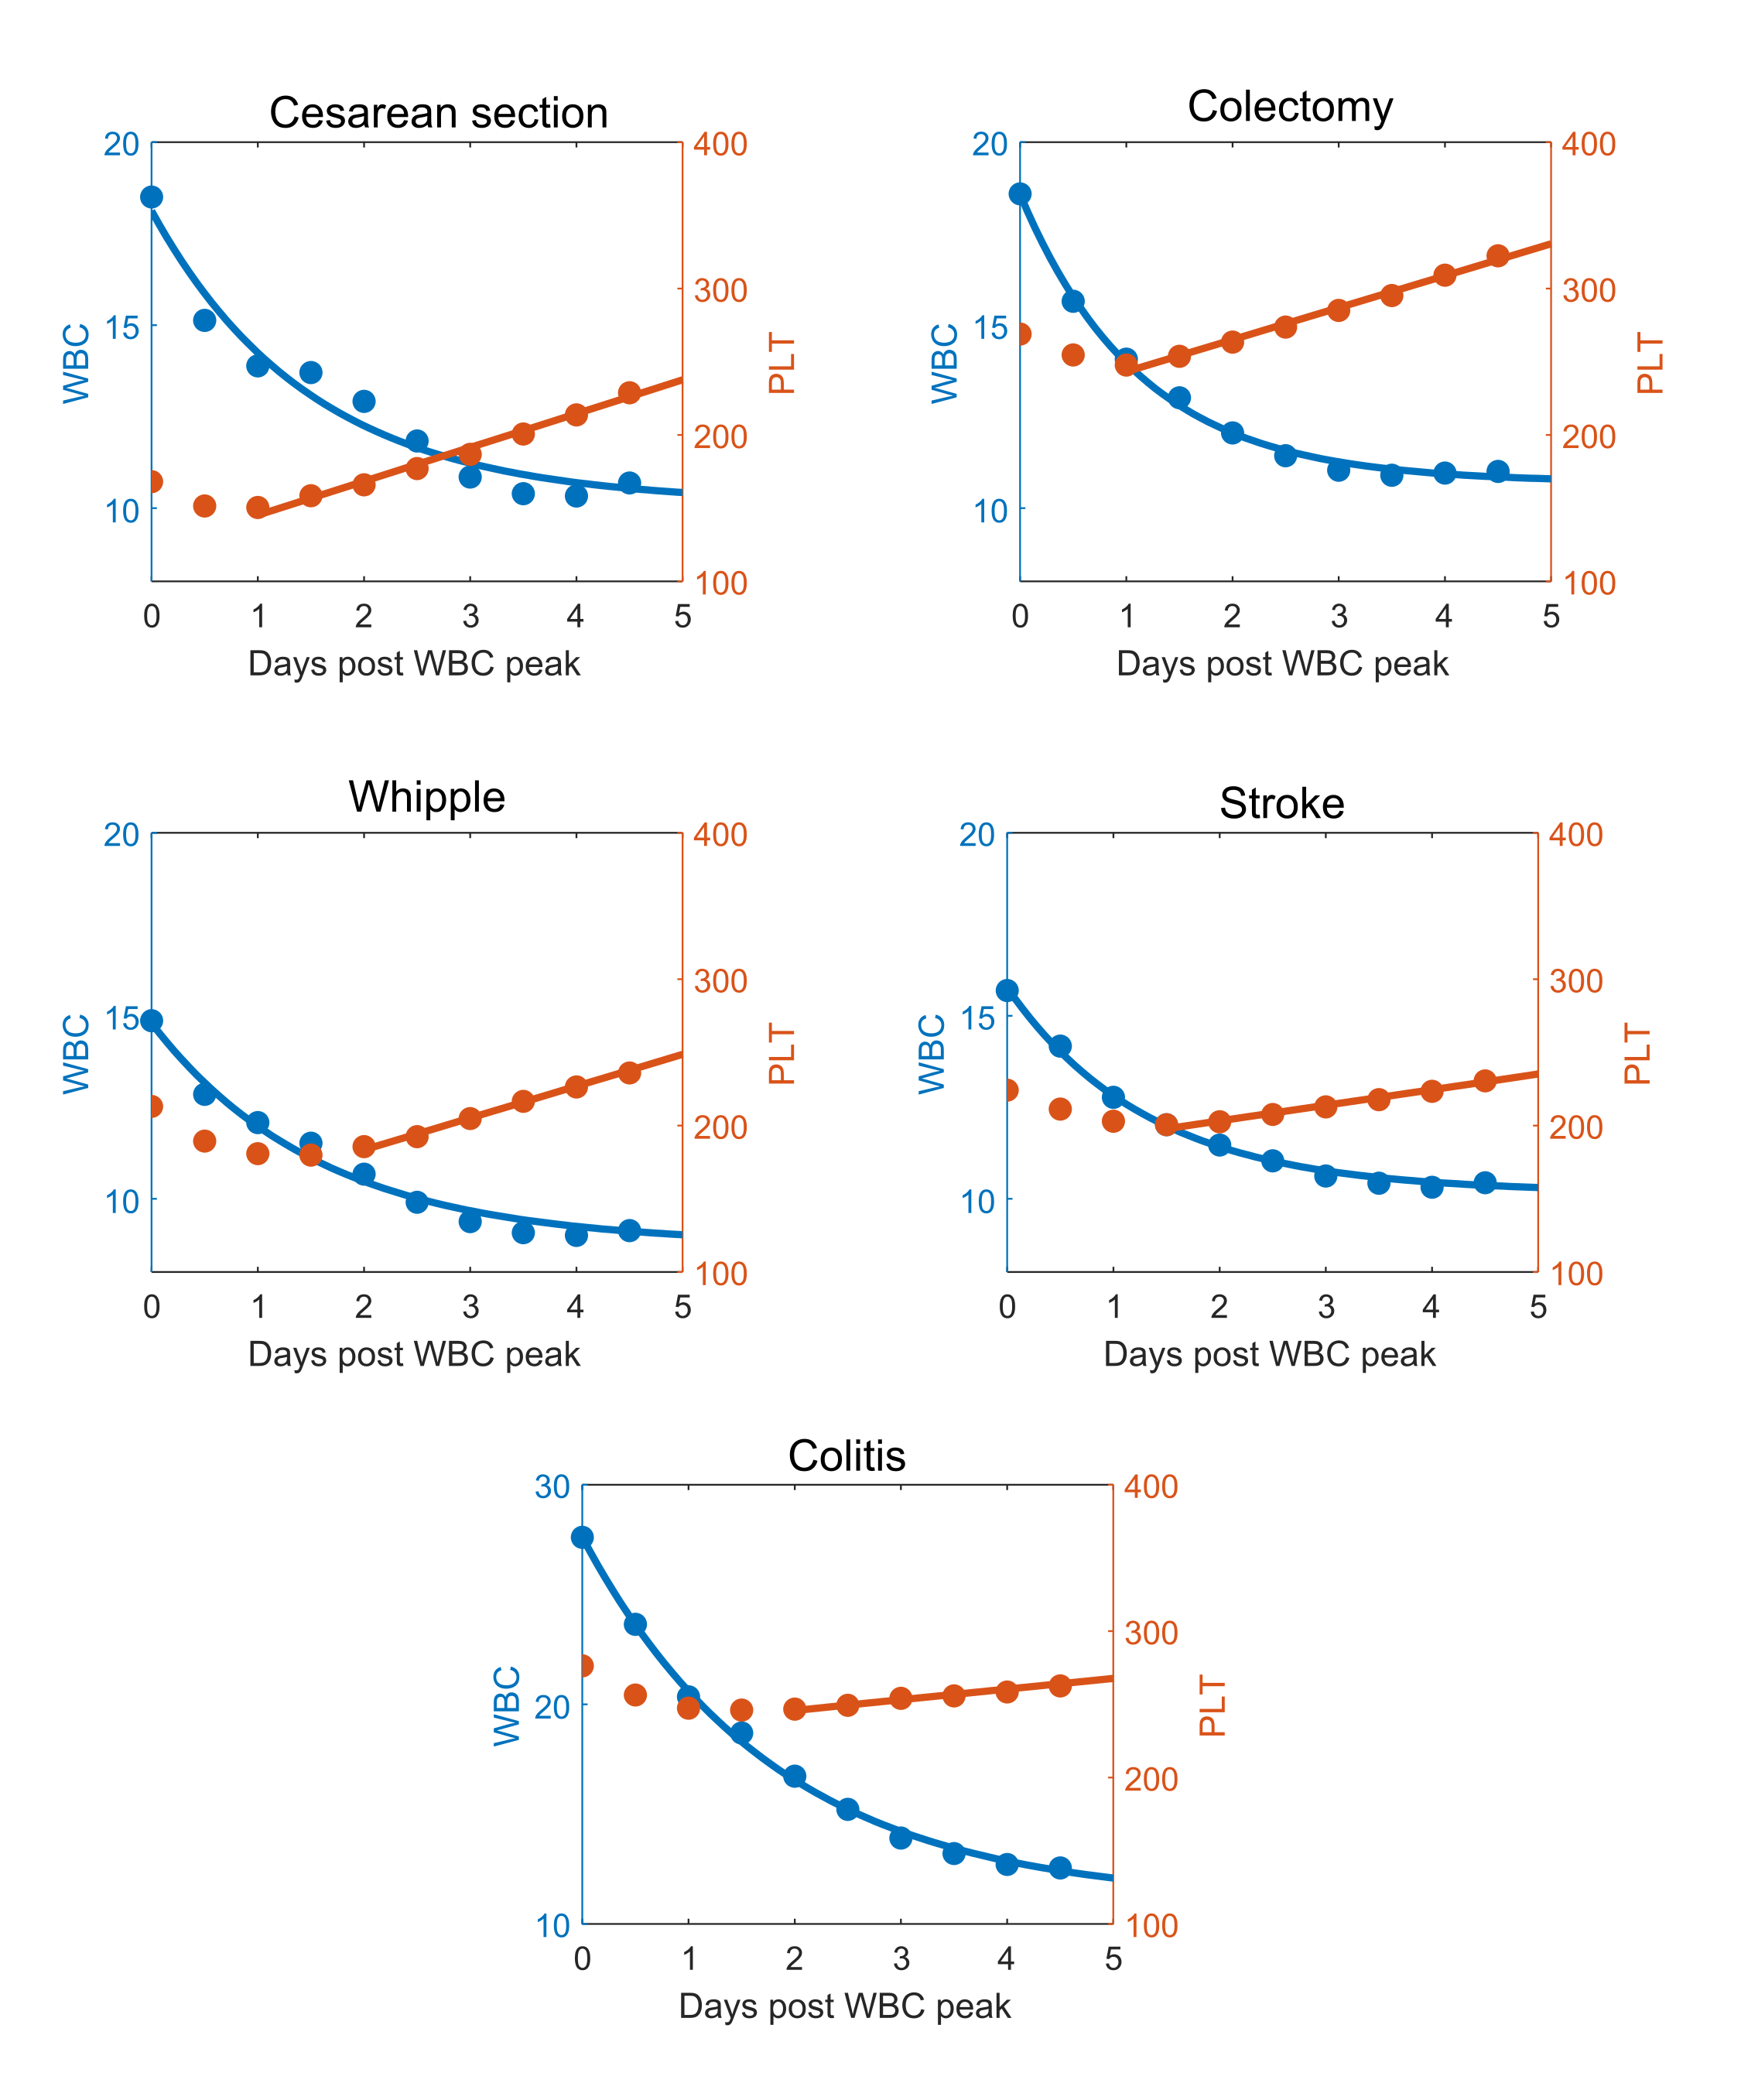 Cesarean section
20
15
10
WBC
400
300
200
100
PLT
0 1 2 3 4 5
Days post WBC peak
Colectomy
20
15
10
WBC
400
300
200
100
PLT
0 1 2 3 4 5
Days post WBC peak
Whipple
20
15
10
WBC
400
300
200
100
PLT
0 1 2 3 4 5
Days post WBC peak
Stroke
20
15
10
WBC
400
300
200
100
PLT
0 1 2 3 4 5
Days post WBC peak
Colitis
30
20
10
WBC
400
300
200
100
PLT
0 1 2 3 4 5
Days post WBC peak